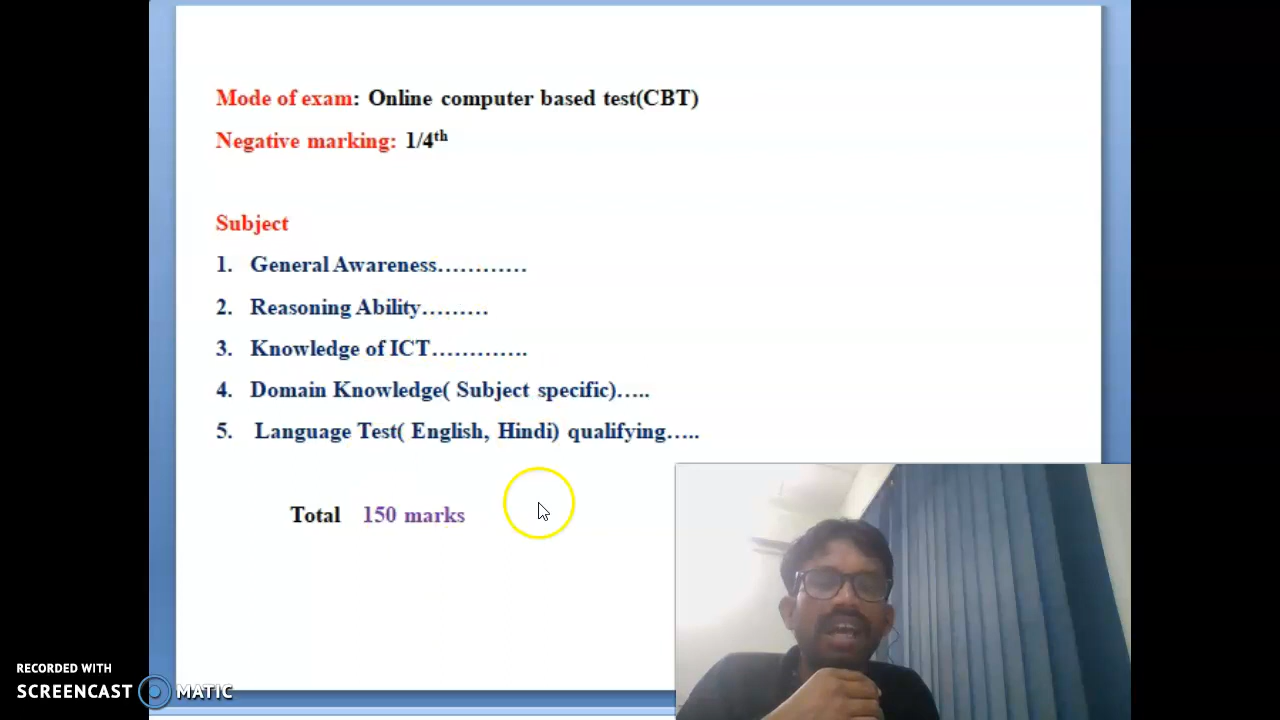 Mode of exam: Online computer based test(CBT)
Negative marking: 1/4th
Subject
1. General Awareness…………
2. Reasoning Ability………
3. Knowledge of ICT………….
4. Domain Knowledge( Subject specific)…..
5. Language Test( English, Hindi) qualifying…..
Total 150 marks
RECORDED WITH
SCREENCAST MATIC